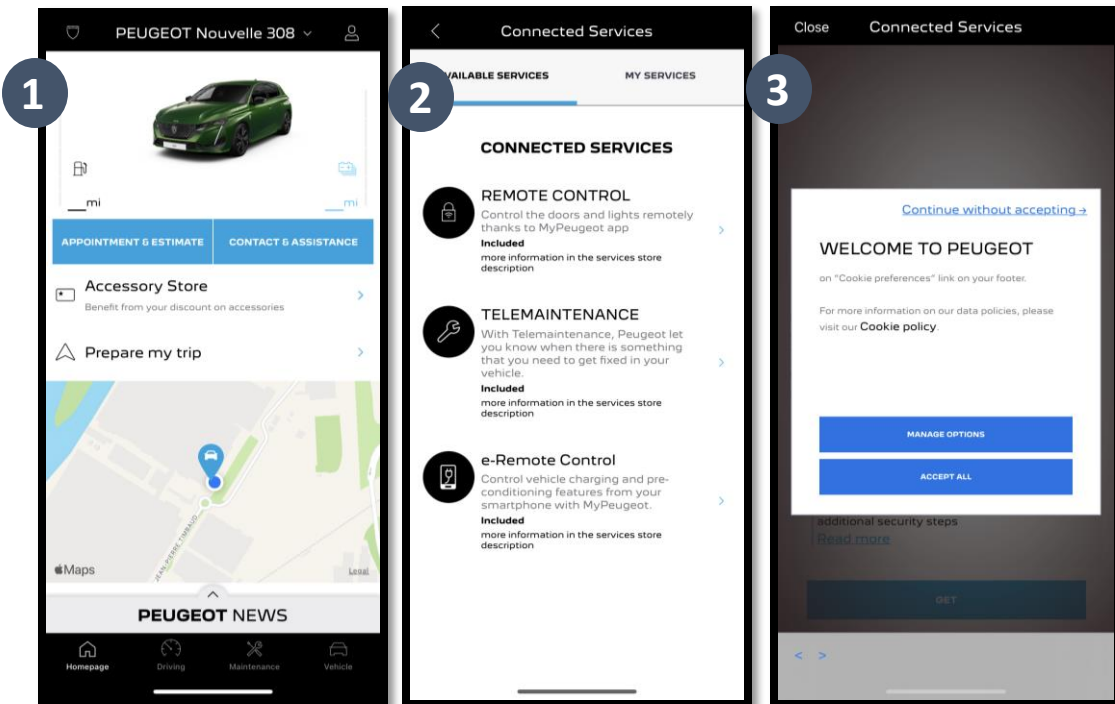 1
PEUGEOT Nouvelle 308
__mi
__mi
APPOINTMENT & ESTIMATE
CONTACT & ASSISTANCE
Accessory Store
Benefit from your discount on accessories
Prepare my trip
JEAN-PIERRE TIMBAUD
Maps
Legal
PEUGEOT NEWS
Homepage
Driving
Maintenance
Vehicle
2
Connected Services
VAILABLE SERVICES
MY SERVICES
CONNECTED SERVICES
REMOTE CONTROL
Control the doors and lights remotely
thanks to MyPeugeot app
Included
more information in the services store
description
TELEMAINTENANCE
With Telemaintenance, Peugeot let
you know when there is something
that you need to get fixed in your
vehicle.
Included
more information in the services store
description
e-Remote Control
Control vehicle charging and pre-
conditioning features from your
smartphone with MyPeugeot.
Included
more information in the services store
description
3
Close
Connected Services
Continue without accepting →
WELCOME TO PEUGEOT
on "Cookie preferences" link on your footer.
For more information on our data policies, please
visit our Cookie policy.
MANAGE OPTIONS
ACCEPT ALL
additional security steps
Read more
GET
< >